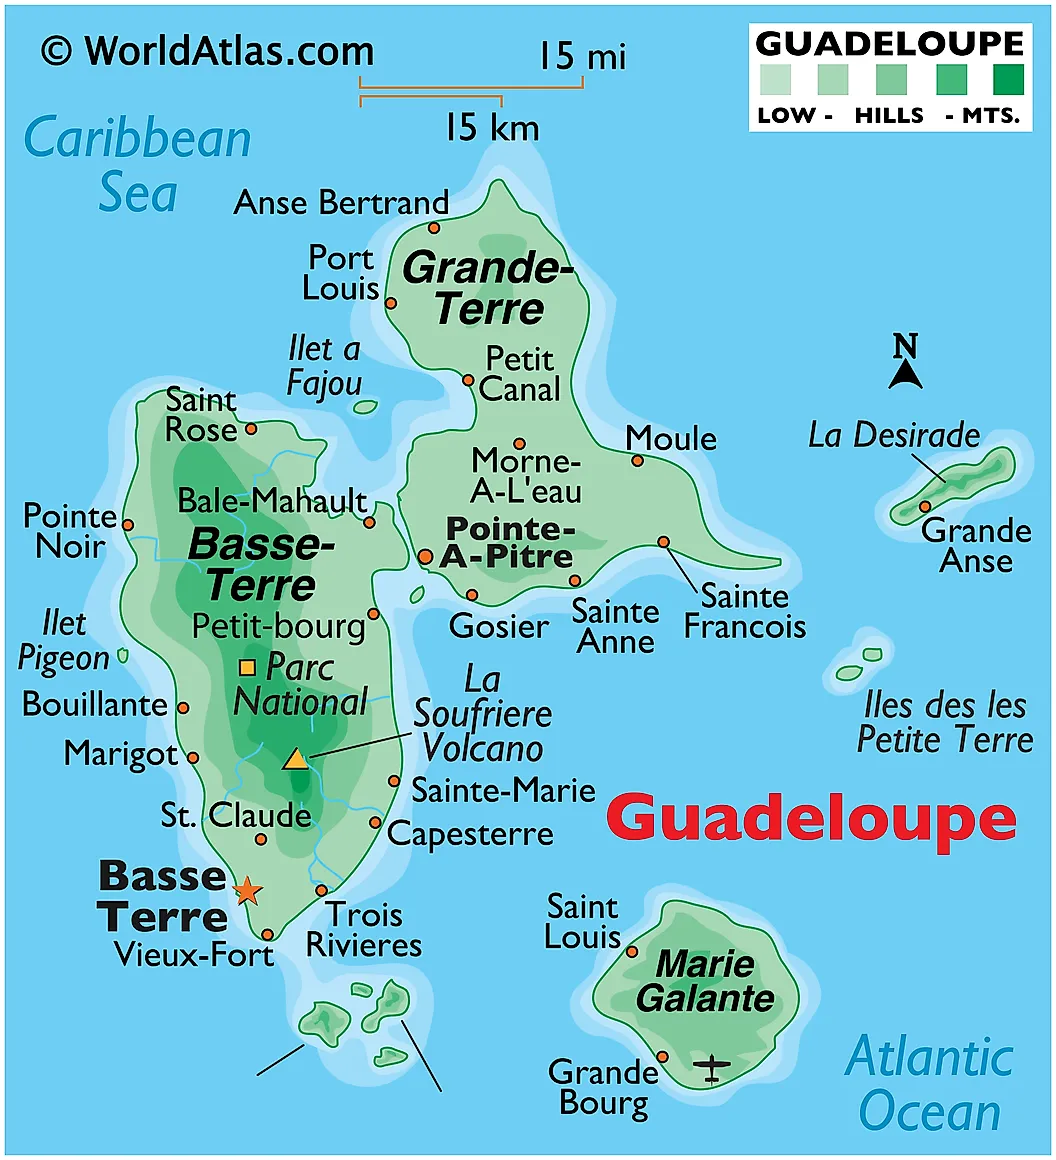 © WorldAtlas.com
15 mi
15 km
GUADELOUPE
LOW - HILLS - MTS.
Caribbean
Sea
Anse Bertrand
Port
Louis
Grande-
Terre
Ilet a
Fajou
Petit
Canal
N
Saint
Rose
Moule
La Desirade
Morne-
A-L'eau
Bale-Mahault
Pointe
Noir
Pointe-
A-Pitre
Grande
Anse
Basse-
Terre
Sainte
Francois
Sainte
Anne
Gosier
Petit-bourg
Ilet
Pigeon
Parc
National
La
Soufriere
Volcano
Iles des les
Petite Terre
Bouillante
Marigot
Sainte-Marie
Guadeloupe
St. Claude
Capesterre
Basse
Terre
Trois
Rivieres
Vieux-Fort
Saint
Louis
Marie
Galante
Grande
Bourg
Atlantic
Ocean